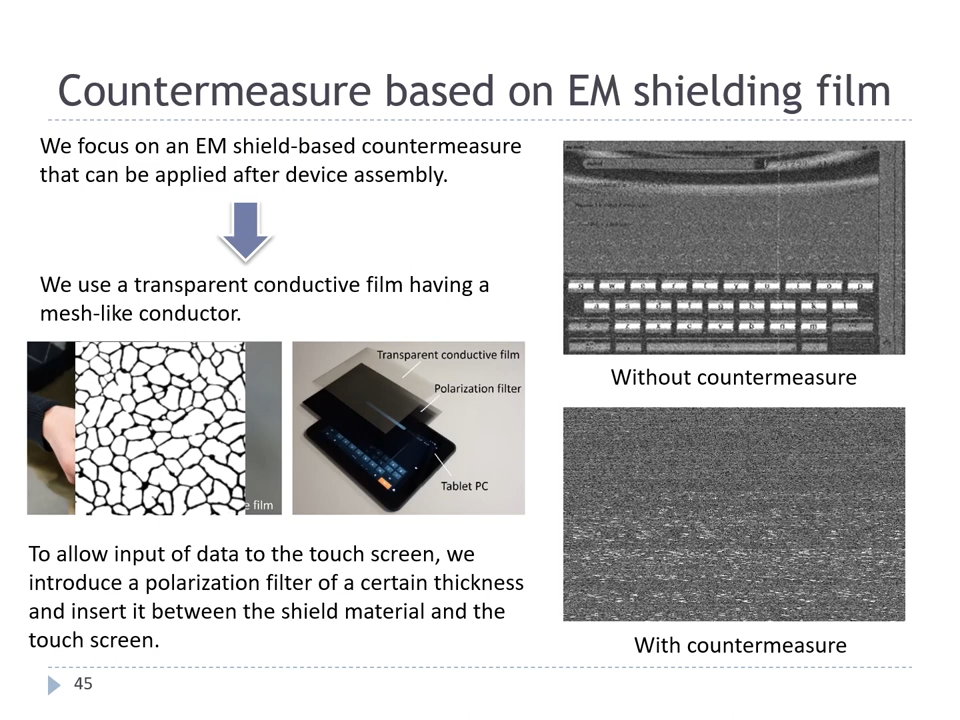 Countermeasure based on EM shielding film
We focus on an EM shield-based countermeasure
that can be applied after device assembly.
We use a transparent conductive film having a
mesh-like conductor.
e film
Transparent conductive film
Polarization filter
Tablet PC
To allow input of data to the touch screen, we
introduce a polarization filter of a certain thickness
and insert it between the shield material and the
touch screen.
q w e r t y u i o p
a s d f g h j k l
z x c v b n m
Without countermeasure
With countermeasure
45